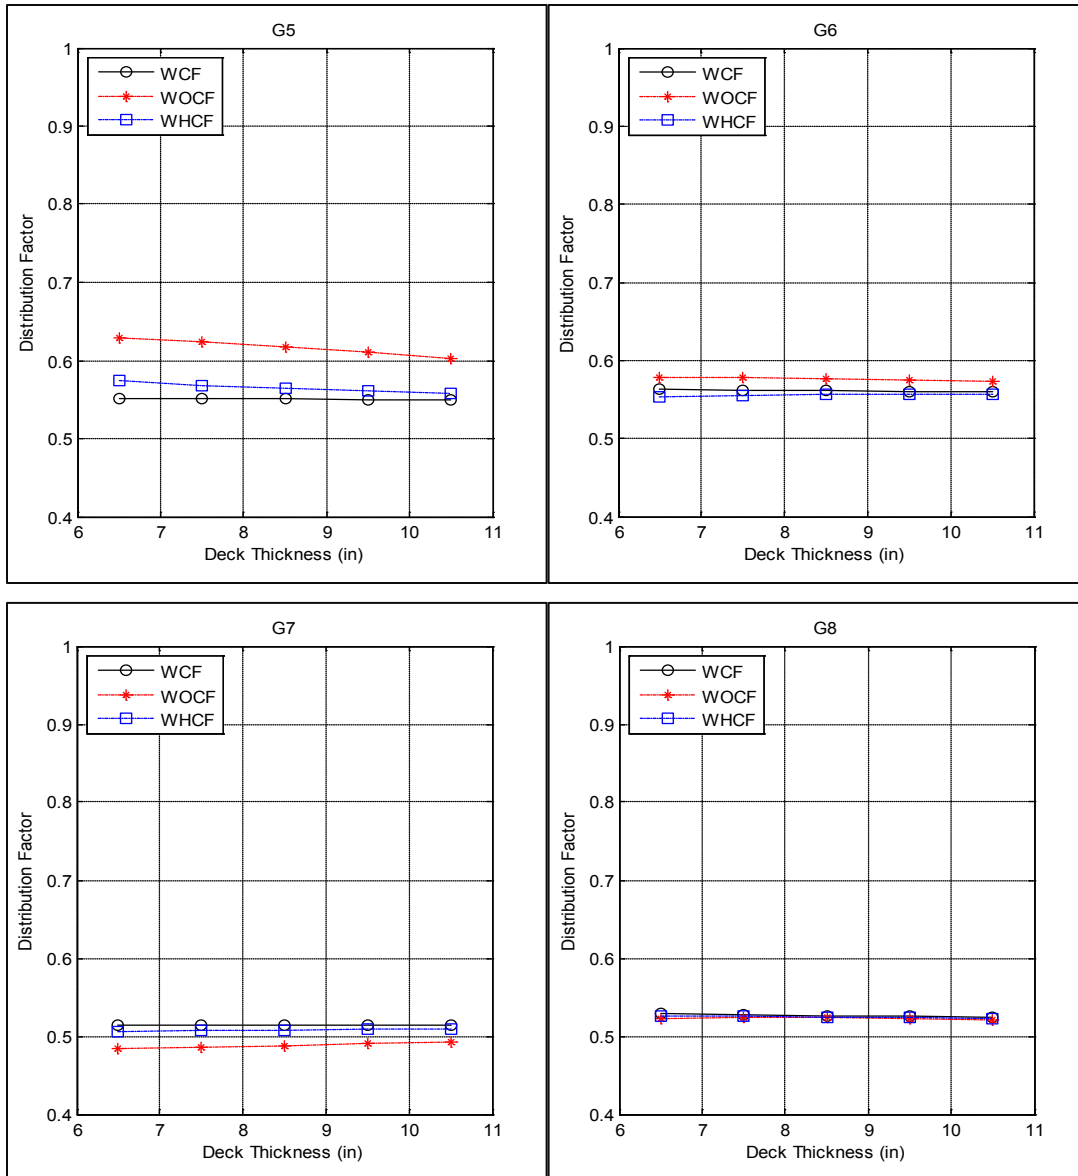 G5
WCF
WOCF
WHCF
1
0.9
0.8
0.7
0.6
0.5
0.4
6 7 8 9 10 11
Distribution Factor
Deck Thickness (in)
G6
WCF
WOCF
WHCF
1
0.9
0.8
0.7
0.6
0.5
0.4
6 7 8 9 10 11
Distribution Factor
Deck Thickness (in)
G7
WCF
WOCF
WHCF
1
0.9
0.8
0.7
0.6
0.5
0.4
6 7 8 9 10 11
Distribution Factor
Deck Thickness (in)
G8
WCF
WOCF
WHCF
1
0.9
0.8
0.7
0.6
0.5
0.4
6 7 8 9 10 11
Distribution Factor
Deck Thickness (in)